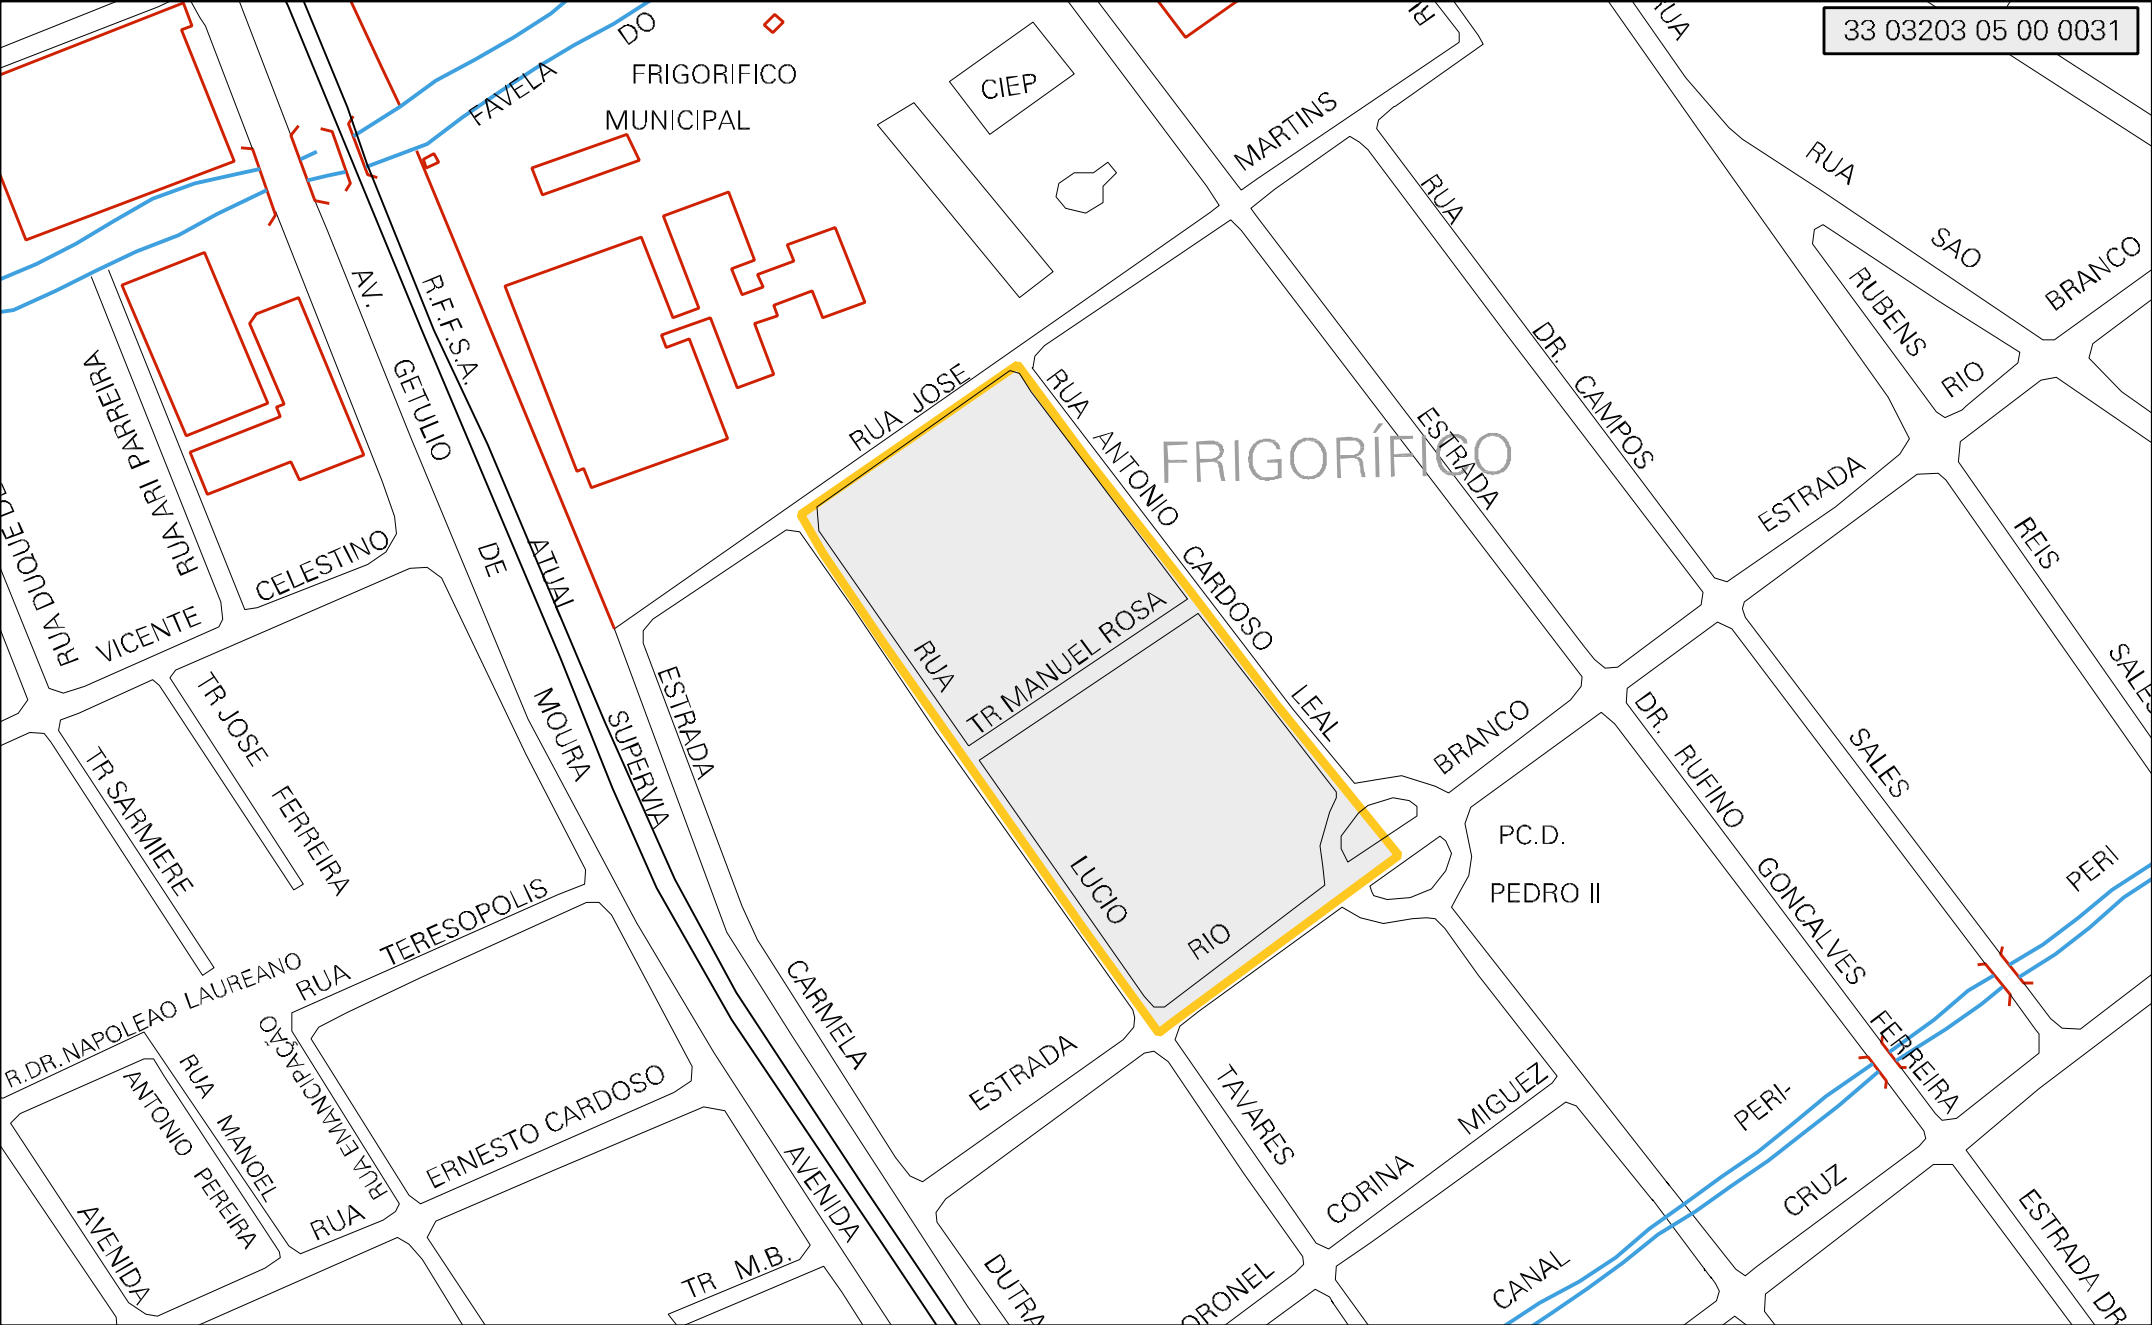 33 03203 05 00 0031
DO
FAVELA
FRIGORIFICO
MUNICIPAL
CIEP
MARTINS
RUA
RUA
SAO
BRANCO
RUBENS
RIO
RUA
DR. CAMPOS
AV.
GETULIO
DE
MOURA
R.F.F.S.A.
ATUAL
SUPERVIA
RUA JOSE
RUA
ANTONIO
CARDOSO
LEAL
FRIGORÍFICO
ESTRADA
ESTRADA
REIS
SALES
RUA ARI PARREIRA
RUA DUQUE DE
VICENTE
CELESTINO
TR JOSE
FERREIRA
TR SARMIERE
ESTRADA
CARMELA
DUTRA
RUA
LUCIO
TAVARES
TR MANUEL ROSA
BRANCO
RIO
ESTRADA
PC.D.
PEDRO II
DR.
RUFINO
GONCALVES
FERREIRA
SALES
PERI
PERI-
CANAL
RUA
TERESOPOLIS
R.DR. NAPOLEAO LAUREANO
RUA EMANCIPAÇÃO
RUA
MANOEL
ANTONIO
PEREIRA
AVENIDA
RUA
ERNESTO CARDOSO
AVENIDA
TR M.B.
CORINA
MIGUEZ
CRUZ
ESTRADA DR